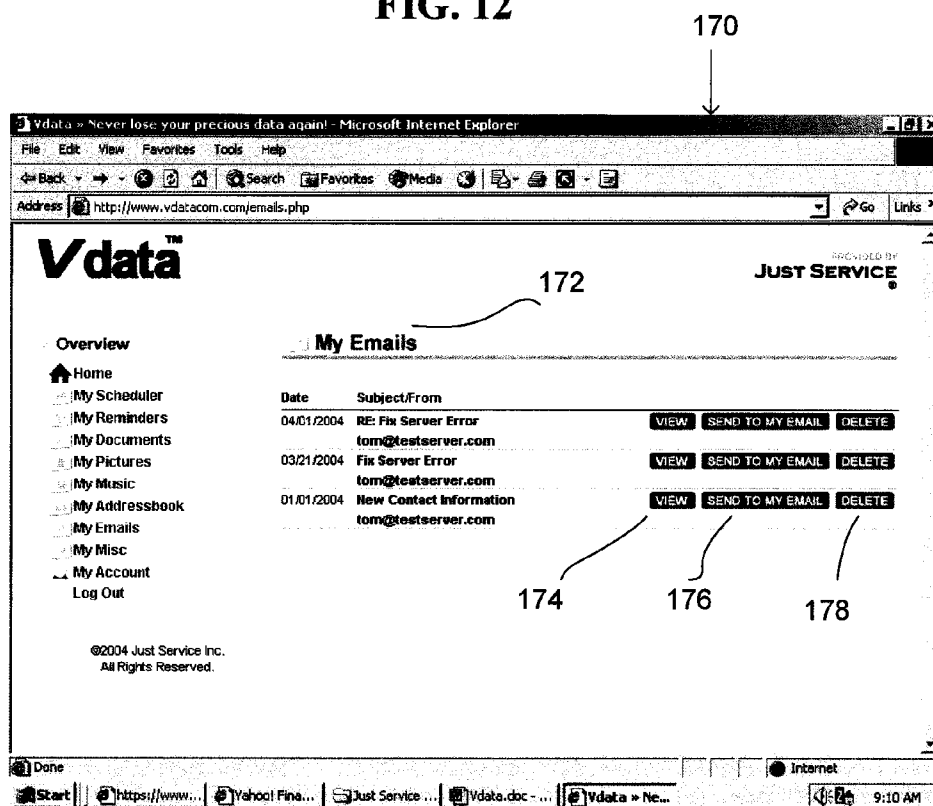 FIG. 12
170
Vdata » Never lose your precious data again! - Microsoft Internet Explorer
File Edit View Favorites Tools Help
Back Search Favorites Media
Address http://www.vdatacom.com/emails.php Go Links
Vdata™
PROVIDED BY
JUST SERVICE
®
172
Overview
My Emails
Home
My Scheduler
My Reminders
My Documents
My Pictures
My Music
My Addressbook
My Emails
My Misc
My Account
Log Out
Date Subject/From
04/01/2004 RE: Fix Server Error VIEW SEND TO MY EMAIL DELETE
tom@testserver.com
03/21/2004 Fix Server Error VIEW SEND TO MY EMAIL DELETE
tom@testserver.com
01/01/2004 New Contact Information VIEW SEND TO MY EMAIL DELETE
tom@testserver.com
174 176 178
©2004 Just Service Inc.
All Rights Reserved.
Done Internet
Start https://www... Yahoo! Fina... Just Service ... Vdata.doc - ... Vdata » Ne... 9:10 AM